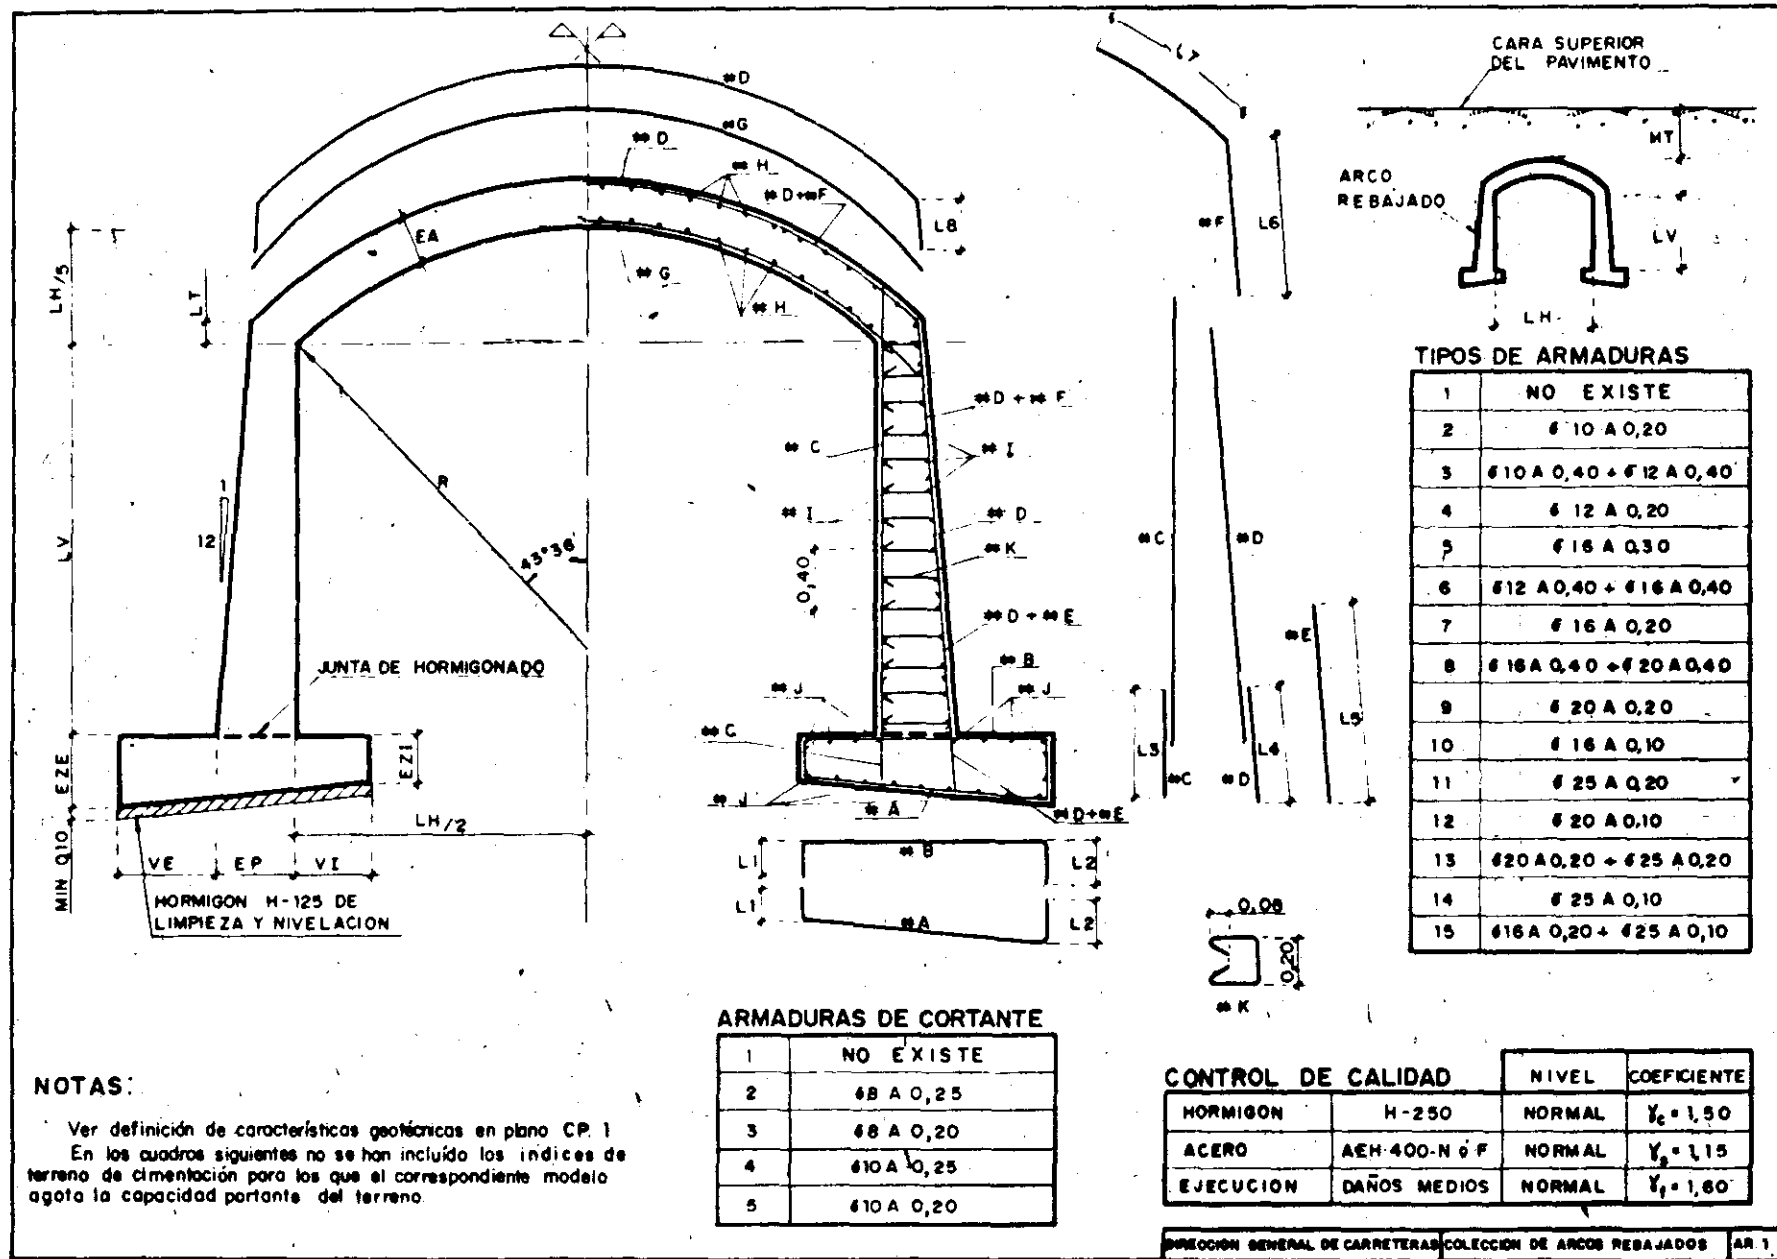 CARA SUPERIOR
DEL PAVIMENTO
MT
ARCO
REBAJADO
LV
LH
L7
L6
*F
*D
*G
**D
**H
*D+*F
L8
EA
**G
**H
LH/5
LT
R
43°36'
1
12
LV
JUNTA DE HORMIGONADO
**D+**F
**C
**I
**I
**D
**K
0,40
**D+**E
**B
**J
**J
**C
**J
**A
**D+*E
*C
*D
*E
L3
L4
L5
*C
*D
EZE
EZI
MIN 0,10
LH/2
VE
EP
VI
HORMIGON H-125 DE
LIMPIEZA Y NIVELACION
L1
**B
L2
L1
**A
L2
0,08
0,20
**K
TIPOS DE ARMADURAS
1 NO EXISTE
2 ϕ 10 A 0,20
3 ϕ10 A 0,40 + ϕ12 A 0,40
4 ϕ 12 A 0,20
5 ϕ 16 A 0,30
6 ϕ12 A 0,40 + ϕ16 A 0,40
7 ϕ 16 A 0,20
8 ϕ16 A 0,40 + ϕ20 A 0,40
9 ϕ 20 A 0,20
10 ϕ 16 A 0,10
11 ϕ 25 A 0,20
12 ϕ 20 A 0,10
13 ϕ20 A 0,20 + ϕ25 A 0,20
14 ϕ 25 A 0,10
15 ϕ16 A 0,20 + ϕ25 A 0,10
ARMADURAS DE CORTANTE
1 NO EXISTE
2 ϕ8 A 0,25
3 ϕ8 A 0,20
4 ϕ10 A 0,25
5 ϕ10 A 0,20
NOTAS:
Ver definición de características geotécnicas en plano CP. 1
En los cuadros siguientes no se han incluído los indices de
terreno de cimentación para los que el correspondiente modelo
agota la capacidad portante del terreno.
CONTROL DE CALIDAD NIVEL COEFICIENTE
HORMIGON H-250 NORMAL γc = 1,50
ACERO AEH-400-N ó F NORMAL γs = 1,15
EJECUCION DAÑOS MEDIOS NORMAL γf = 1,60
DIRECCION GENERAL DE CARRETERAS COLECCION DE ARCOS REBAJADOS AR. 1